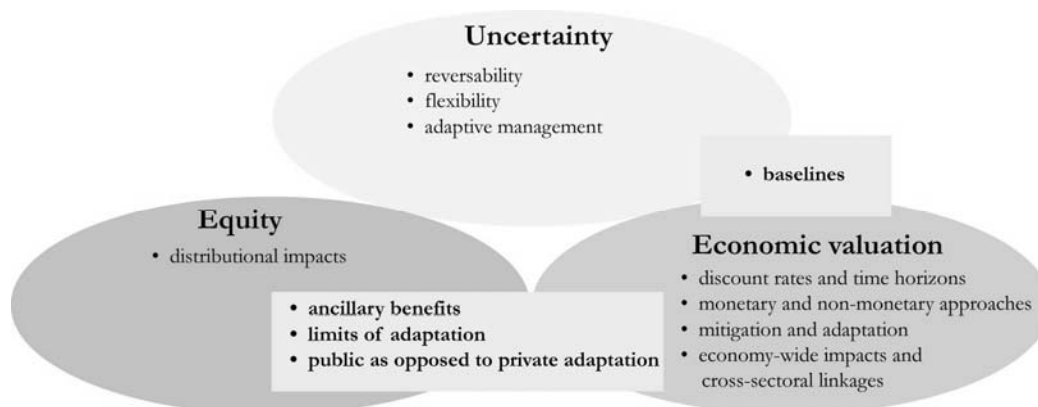 Uncertainty
• reversability
• flexibility
• adaptive management
• baselines
Equity
• distributional impacts
Economic valuation
• discount rates and time horizons
• monetary and non-monetary approaches
• mitigation and adaptation
• economy-wide impacts and
cross-sectoral linkages
• ancillary benefits
• limits of adaptation
• public as opposed to private adaptation